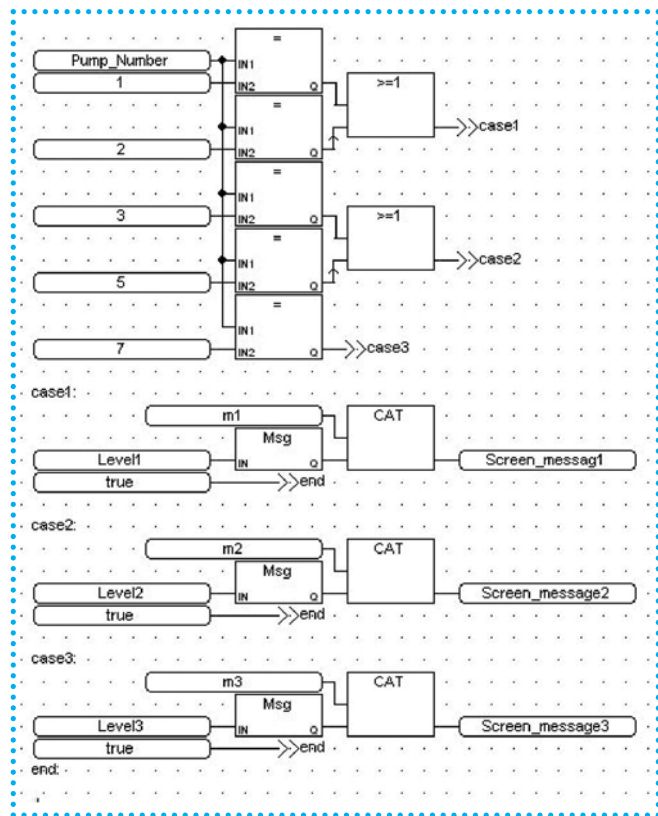 =
Pump_Number
IN1
1
IN2
Q
>=1
=
IN1
case1
2
IN2
Q
=
IN1
3
IN2
Q
>=1
=
IN1
case2
5
IN2
Q
=
IN1
7
IN2
Q
case3
case1:
m1
CAT
Msg
Level1
IN
Q
Screen_messag1
true
end
case2:
m2
CAT
Msg
Level2
IN
Q
Screen_message2
true
end
case3:
m3
CAT
Msg
Level3
IN
Q
Screen_message3
true
end
end: